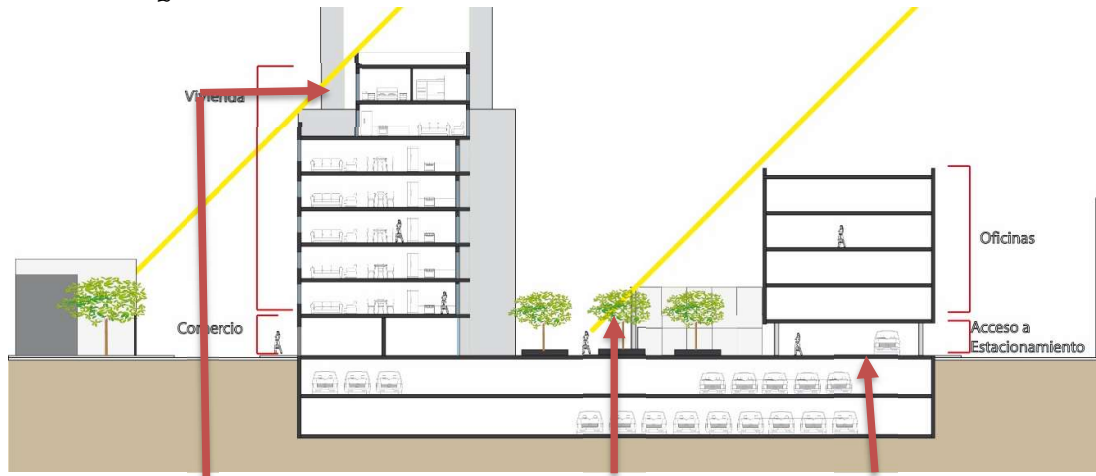 Vivienda
Comercio
Oficinas
Acceso a
Estacionamiento